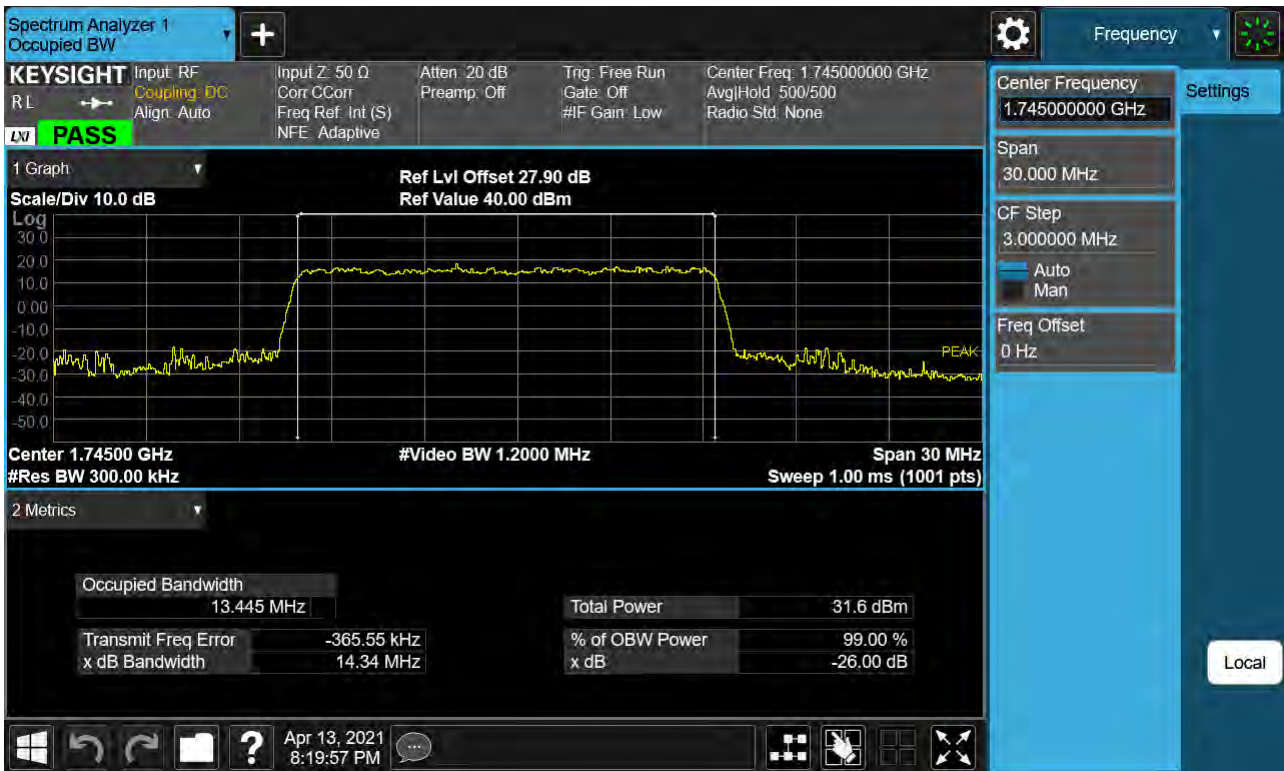 Spectrum Analyzer 1
Occupied BW
Frequency
KEYSIGHT
R L
LXI
PASS
Input: RF
Coupling: DC
Align: Auto
Input Z: 50 Ω
Corr CCorr
Freq Ref: Int (S)
NFE: Adaptive
Atten: 20 dB
Preamp: Off
Trig: Free Run
Gate: Off
#IF Gain: Low
Center Freq: 1.745000000 GHz
Avg|Hold: 500/500
Radio Std: None
Center Frequency
1.745000000 GHz
Settings
Span
30.000 MHz
CF Step
3.000000 MHz
Auto
Man
Freq Offset
0 Hz
Local
1 Graph
Scale/Div 10.0 dB
Ref Lvl Offset 27.90 dB
Ref Value 40.00 dBm
Log
30.0
20.0
10.0
0.00
-10.0
-20.0
-30.0
-40.0
-50.0
PEAK
Center 1.74500 GHz
#Video BW 1.2000 MHz
Span 30 MHz
#Res BW 300.00 kHz
Sweep 1.00 ms (1001 pts)
2 Metrics
Occupied Bandwidth
13.445 MHz
Total Power 31.6 dBm
Transmit Freq Error -365.55 kHz
% of OBW Power 99.00 %
x dB Bandwidth 14.34 MHz
x dB -26.00 dB
Apr 13, 2021
8:19:57 PM